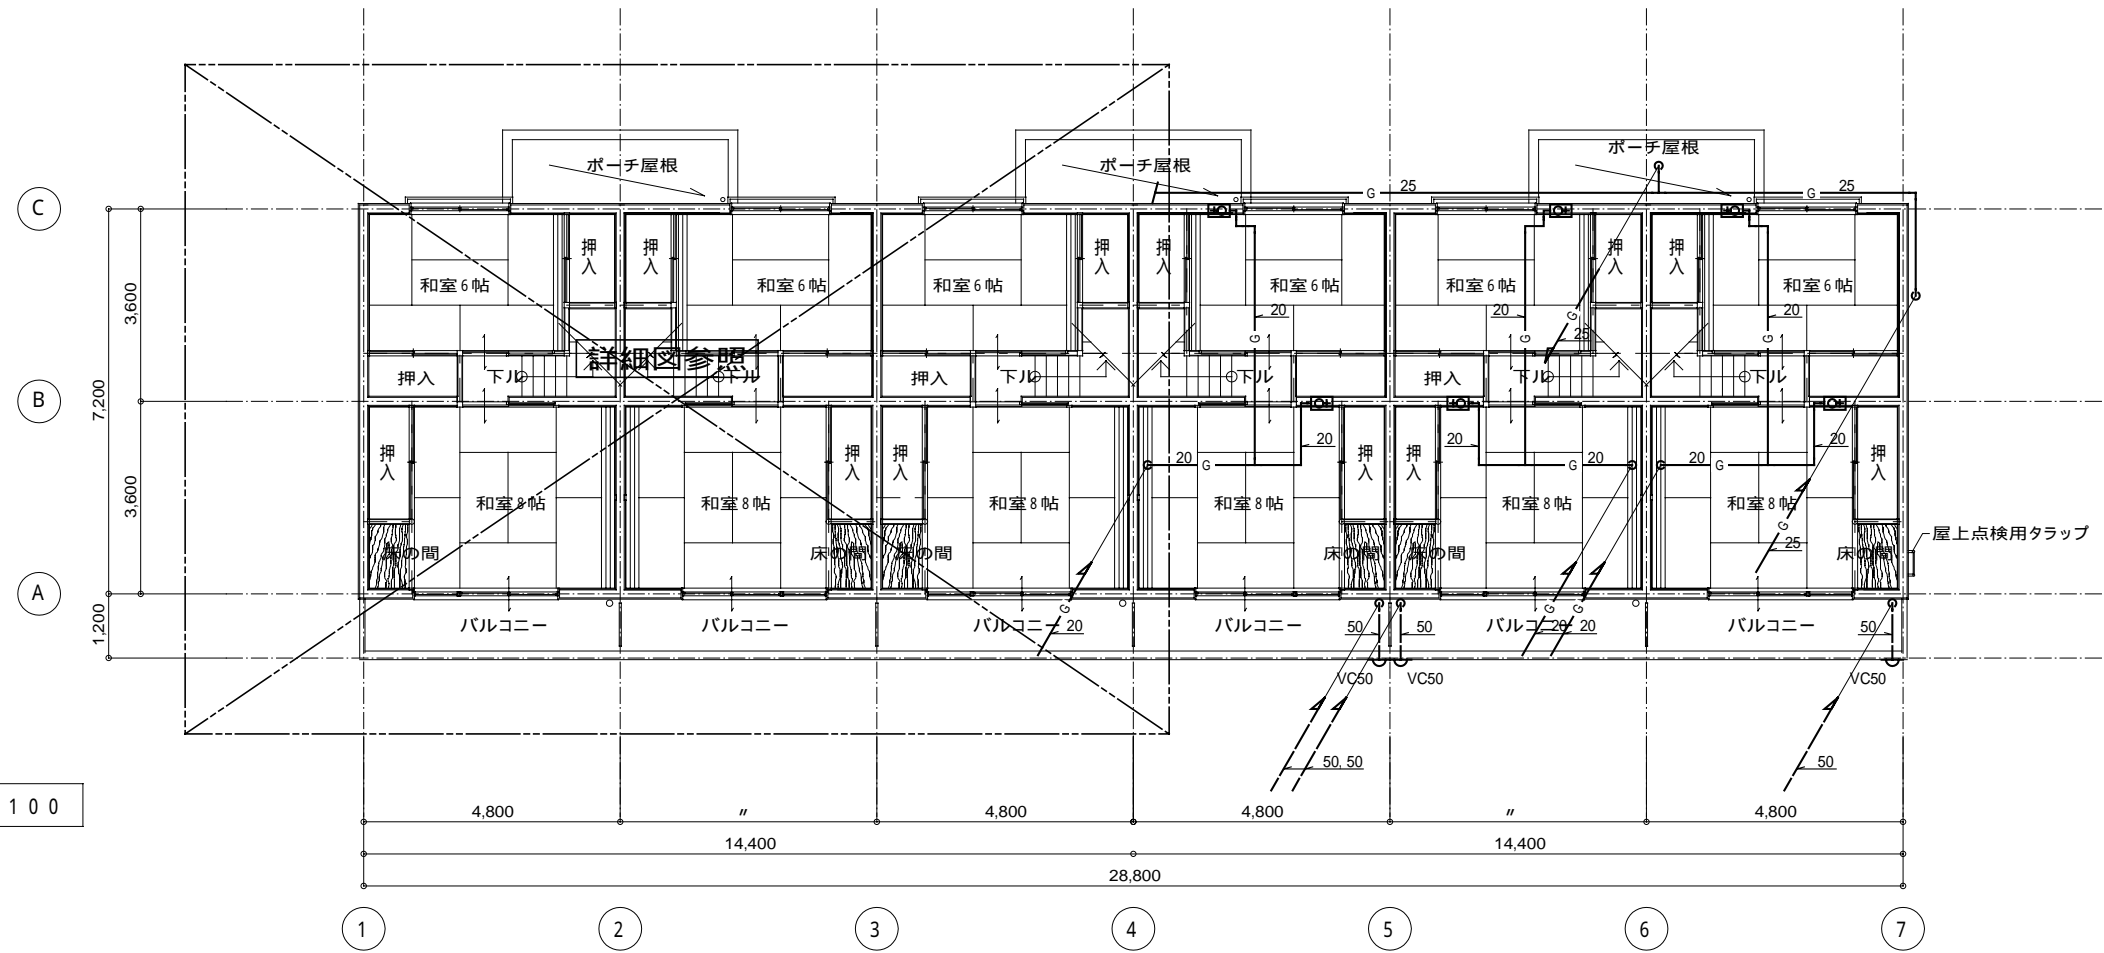 ポーチ屋根
ポーチ屋根
ポーチ屋根
C
G
25
G
25
押入
押入
押入
押入
押入
押入
和室6帖
和室6帖
和室6帖
和室6帖
和室6帖
和室6帖
3,600
20
20
20
G
G
G
G
25
詳細図参照
押入
下ル
下ル
押入
下ル
下ル
押入
下ル
下ル
7,200
B
20
20
20
押入
押入
押入
押入
押入
押入
20
G
G
20
20
G
3,600
和室8帖
和室8帖
和室8帖
和室8帖
和室8帖
和室8帖
G
25
屋上点検用タラップ
床の間
床の間
床の間
床の間
床の間
床の間
A
G
G
G
1,200
バルコニー
バルコニー
バルコニー
バルコニー
バルコニー
バルコニー
20
50
50
20
20
50
VC50
VC50
VC50
50,50
50
100
4,800
〃
4,800
4,800
〃
4,800
14,400
14,400
28,800
1
2
3
4
5
6
7